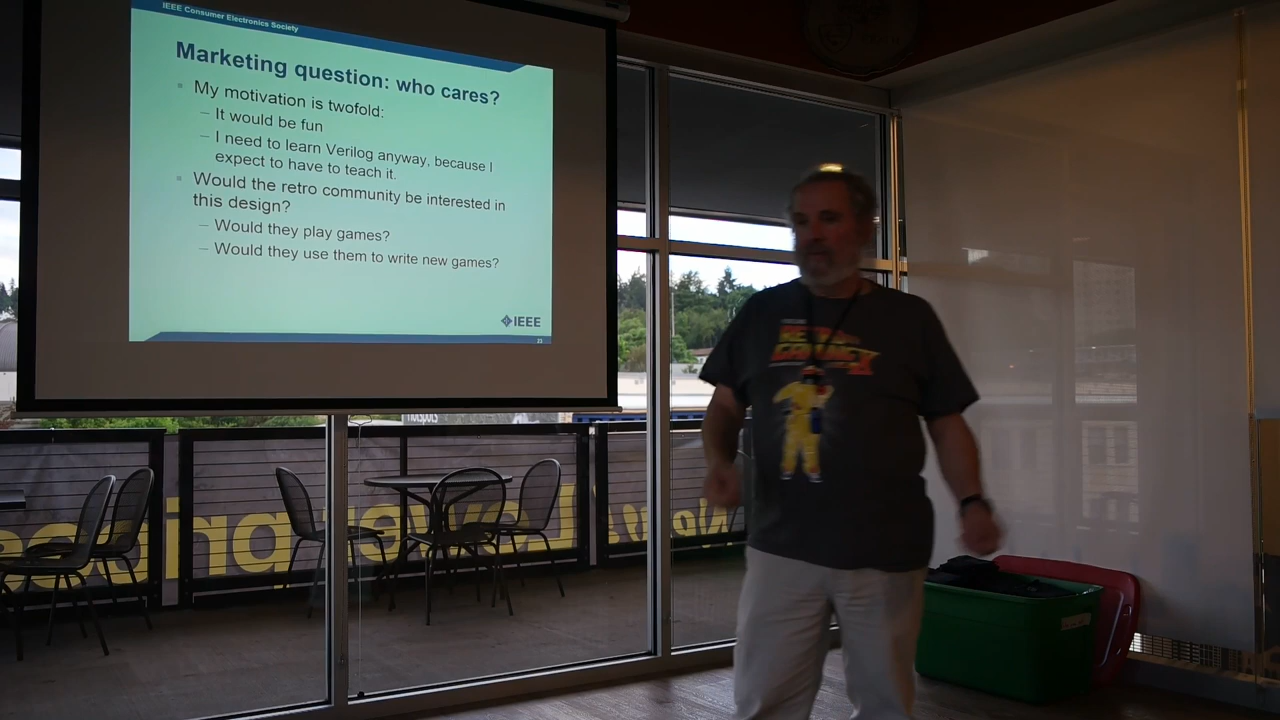 IEEE Consumer Electronics Society
Marketing question: who cares?
My motivation is twofold:
– It would be fun
– I need to learn Verilog anyway, because I
expect to have to teach it.
Would the retro community be interested in
this design?
– Would they play games?
– Would they use them to write new games?
IEEE
23
hotspots